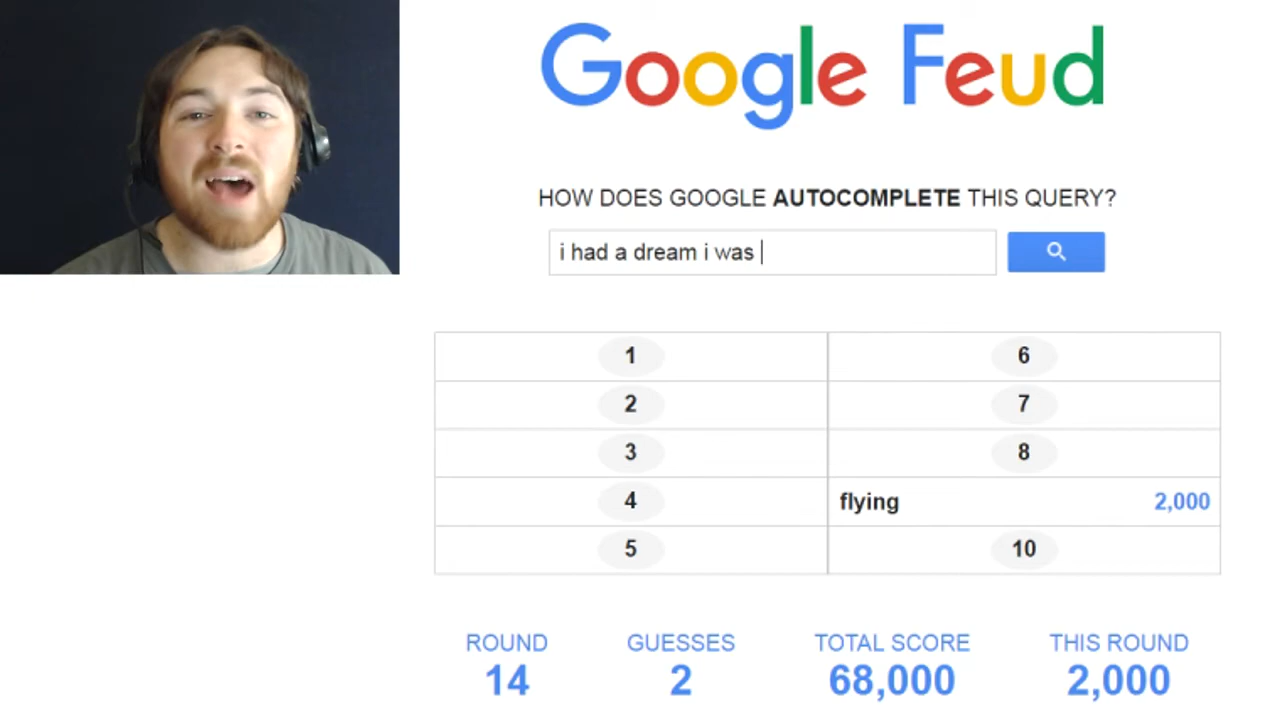 Google Feud
HOW DOES GOOGLE AUTOCOMPLETE THIS QUERY?
i had a dream i was
1
2
3
4
5
6
7
8
flying 2,000
10
ROUND GUESSES TOTAL SCORE THIS ROUND
14 2 68,000 2,000